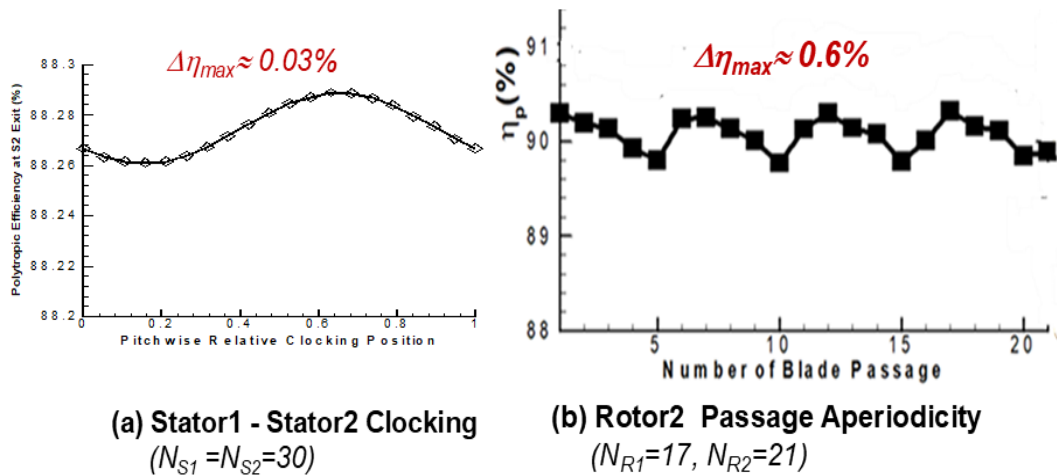 Δηmax≈ 0.03%
Polytropic Efficiency at S2 Exit (%)
88.3
88.28
88.26
88.24
88.22
88.2
0
0.2
0.4
0.6
0.8
1
Pitchwise Relative Clocking Position
(a) Stator1 - Stator2 Clocking
(NS1 =NS2=30)
Δηmax≈ 0.6%
ηp(%)
91
90
89
88
5
10
15
20
Number of Blade Passage
(b) Rotor2 Passage Aperiodicity
(NR1=17, NR2=21)